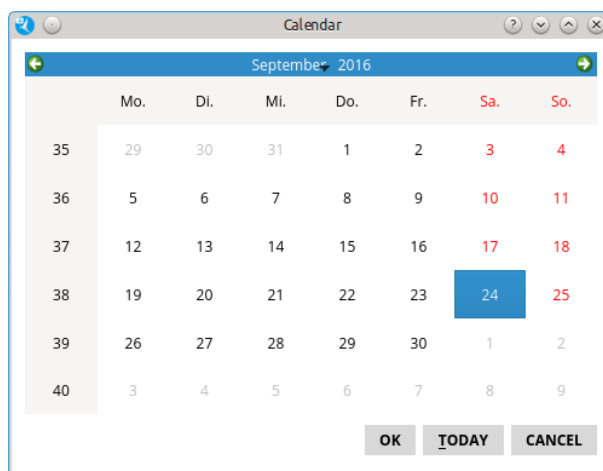 Calendar
September 2016
Mo. Di. Mi. Do. Fr. Sa. So.
35 29 30 31 1 2 3 4
36 5 6 7 8 9 10 11
37 12 13 14 15 16 17 18
38 19 20 21 22 23 24 25
39 26 27 28 29 30 1 2
40 3 4 5 6 7 8 9
OK TODAY CANCEL